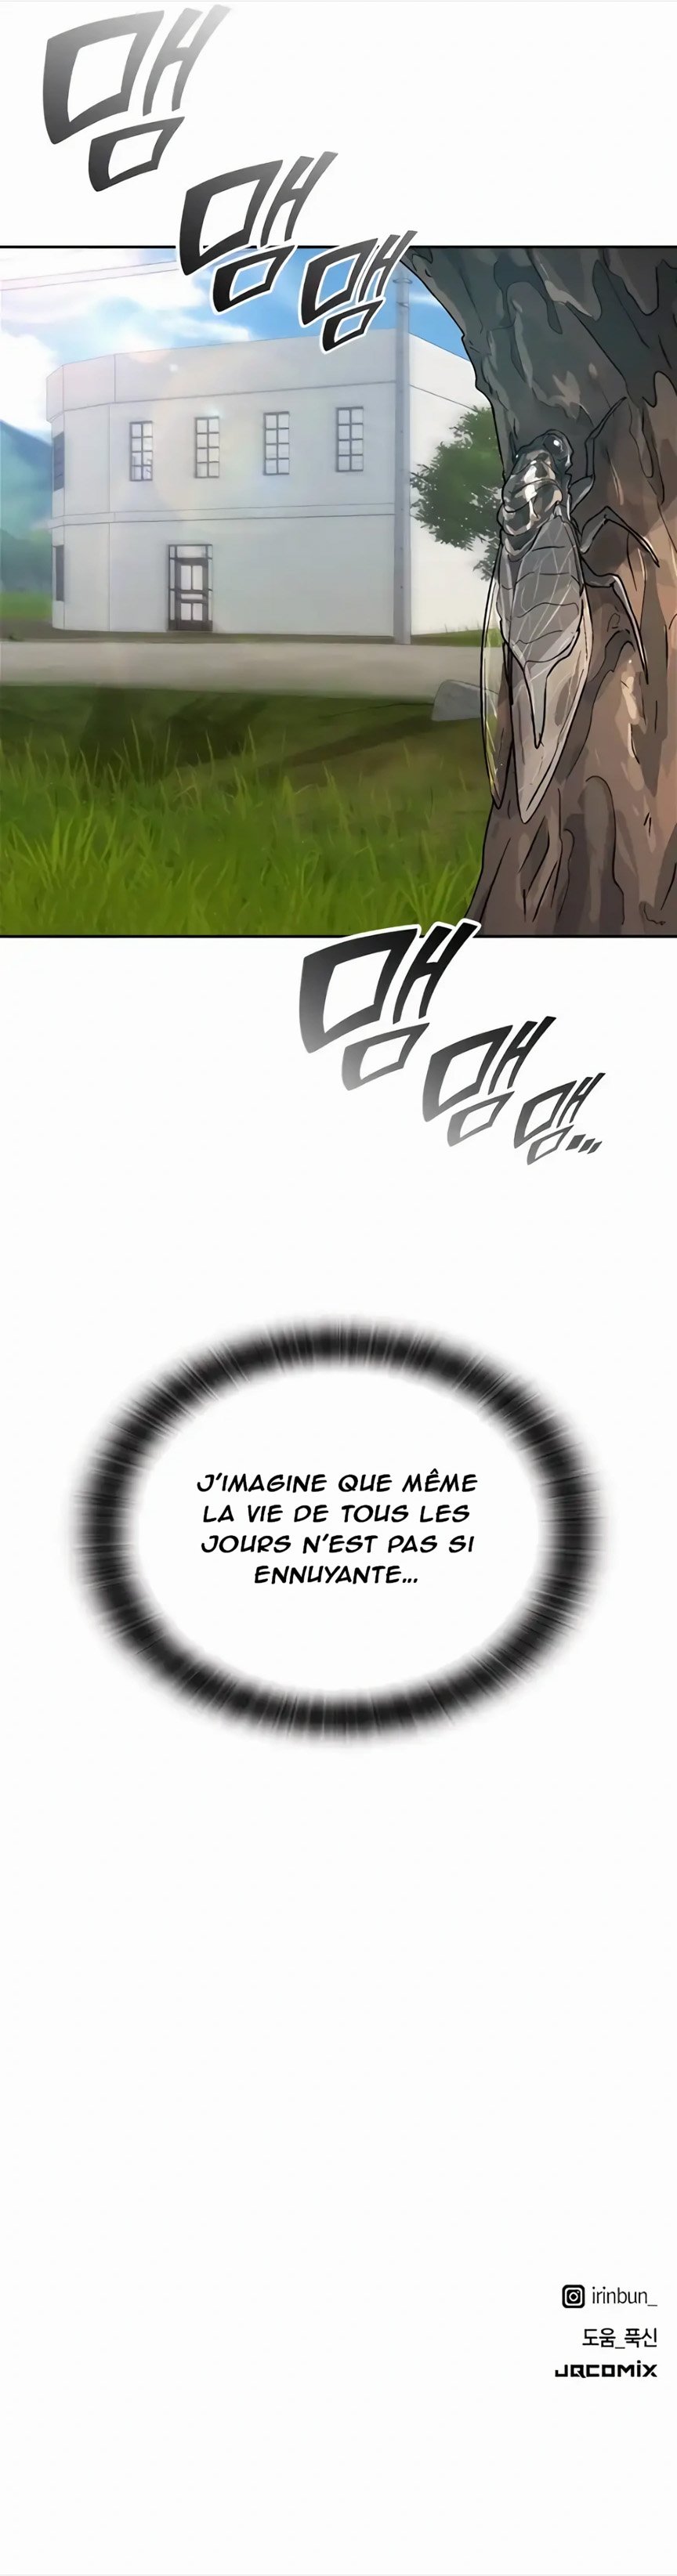 맴
맴
맴
맴
맴
맴...
J'IMAGINE QUE MÊME
LA VIE DE TOUS LES
JOURS N'EST PAS SI
ENNUYANTE...
irinbun_
도움_푹신
JQCOMIX